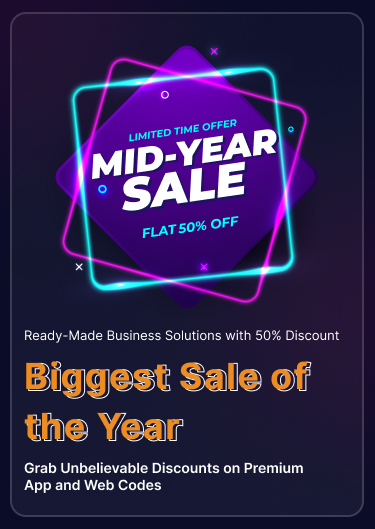 LIMITED TIME OFFER
MID-YEAR
SALE
FLAT 50% OFF
Ready-Made Business Solutions with 50% Discount
Biggest Sale of
the Year
Grab Unbelievable Discounts on Premium
App and Web Codes